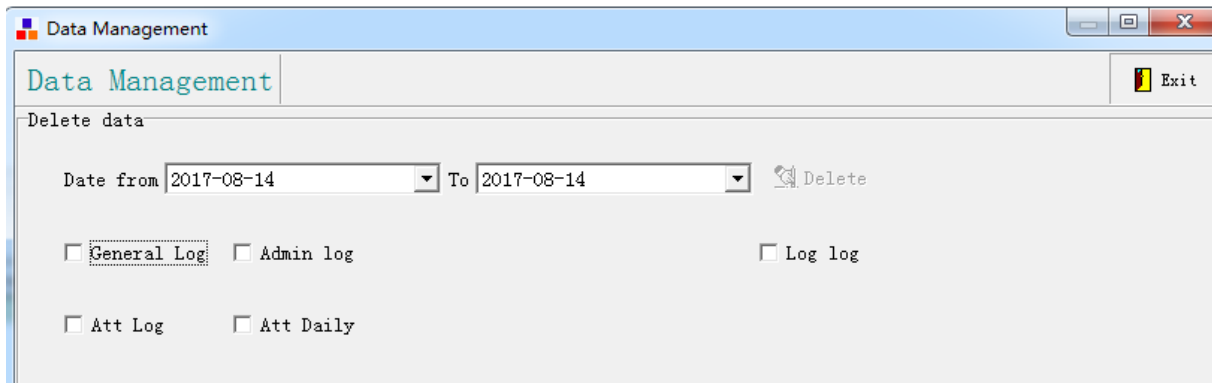 Data Management
Data Management Exit
Delete data
Date from 2017-08-14 To 2017-08-14 Delete
General Log Admin log Log log
Att Log Att Daily